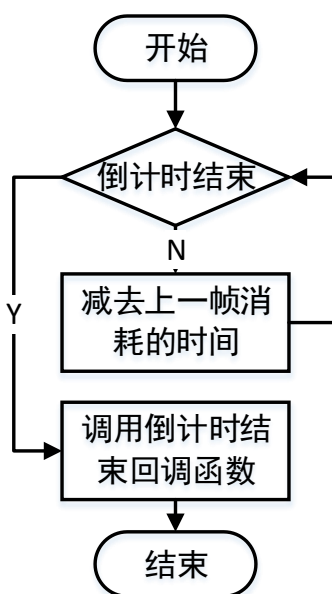 开始
倒计时结束
N
Y
减去上一帧消
耗的时间
调用倒计时结
束回调函数
结束